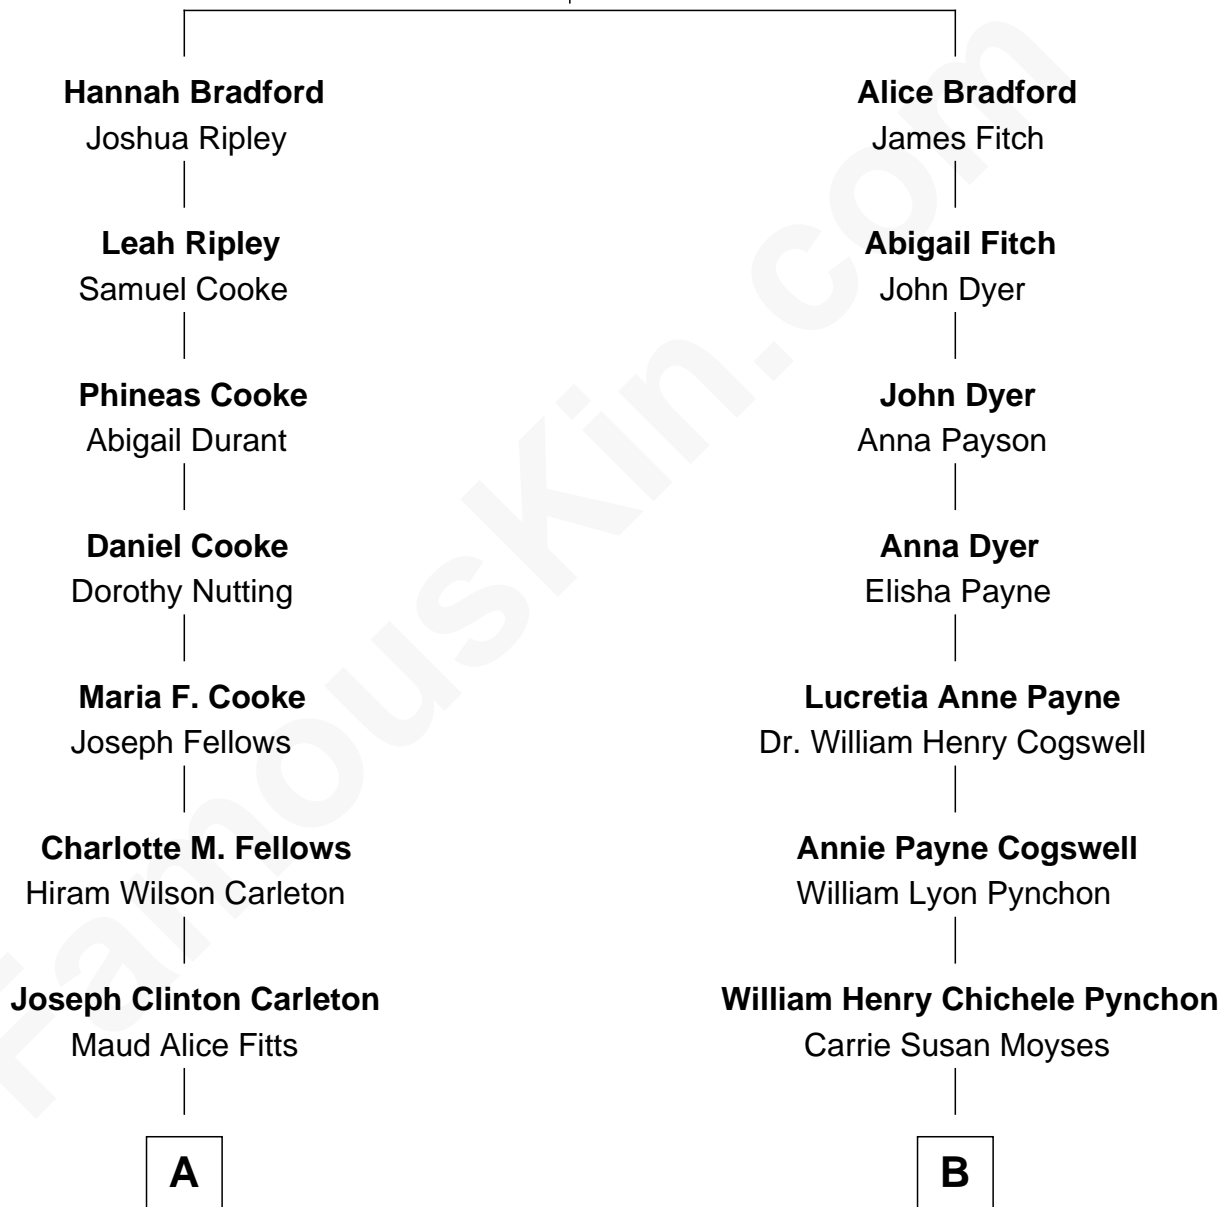 Hannah Bradford
Joshua Ripley
Leah Ripley
Samuel Cooke
Phineas Cooke
Abigail Durant
Daniel Cooke
Dorothy Nutting
Maria F. Cooke
Joseph Fellows
Charlotte M. Fellows
Hiram Wilson Carleton
Joseph Clinton Carleton
Maud Alice Fitts
A
Alice Bradford
James Fitch
Abigail Fitch
John Dyer
John Dyer
Anna Payson
Anna Dyer
Elisha Payne
Lucretia Anne Payne
Dr. William Henry Cogswell
Annie Payne Cogswell
William Lyon Pynchon
William Henry Chichele Pynchon
Carrie Susan Moyses
B
FamousKin.com